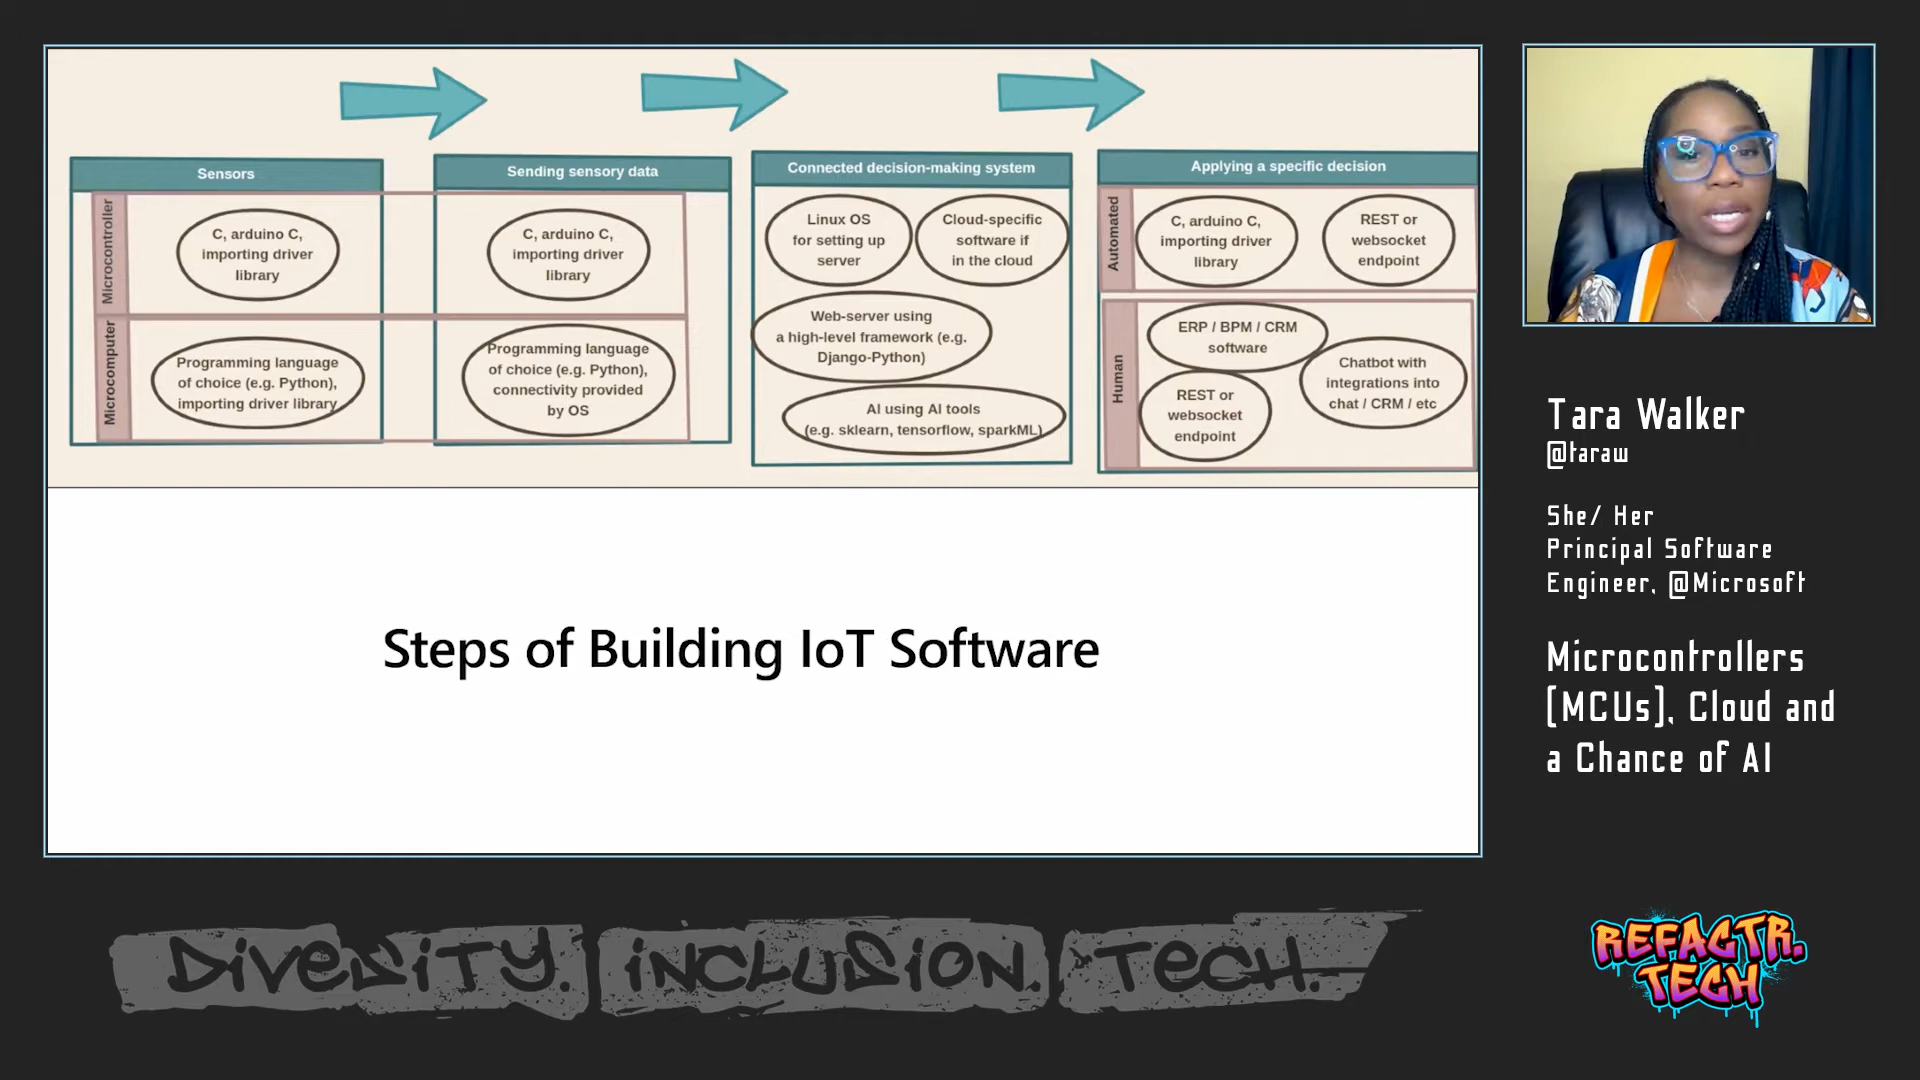 Sensors
Microcontroller
C, arduino C,
importing driver
library
Microcomputer
Programming language
of choice (e.g. Python),
importing driver library
Sending sensory data
C, arduino C,
importing driver
library
Programming language
of choice (e.g. Python),
connectivity provided
by OS
Connected decision-making system
Linux OS
for setting up
server
Cloud-specific
software if
in the cloud
Web-server using
a high-level framework (e.g.
Django-Python)
AI using AI tools
(e.g. sklearn, tensorflow, sparkML)
Applying a specific decision
Automated
C, arduino C,
importing driver
library
REST or
websocket
endpoint
Human
ERP / BPM / CRM
software
Chatbot with
integrations into
chat / CRM / etc
REST or
websocket
endpoint
Steps of Building IoT Software
Tara Walker
@taraw
She/ Her
Principal Software
Engineer, @Microsoft
Microcontrollers
(MCUs), Cloud and
a Chance of AI
DIVERSITY. INCLUSION. TECH.
REFACTR.
TECH